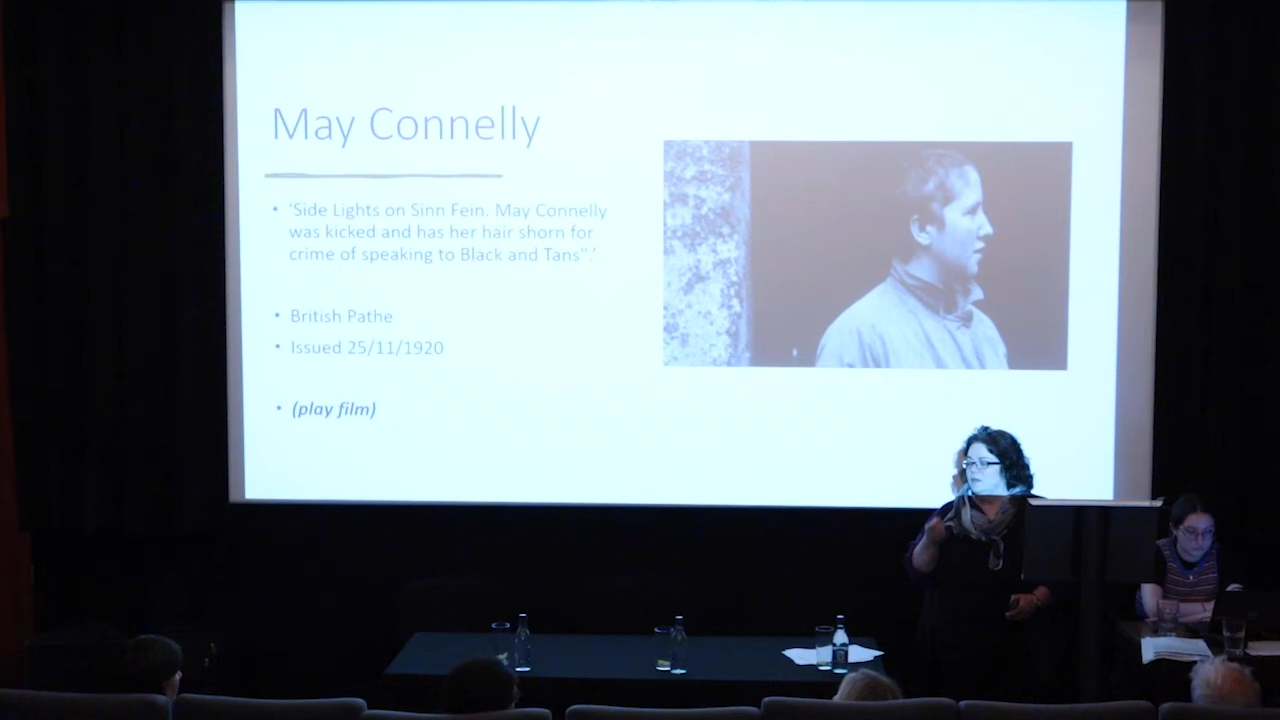 May Connelly
• 'Side Lights on Sinn Fein. May Connelly
was kicked and has her hair shorn for
crime of speaking to Black and Tans".'
• British Pathe
• Issued 25/11/1920
• (play film)